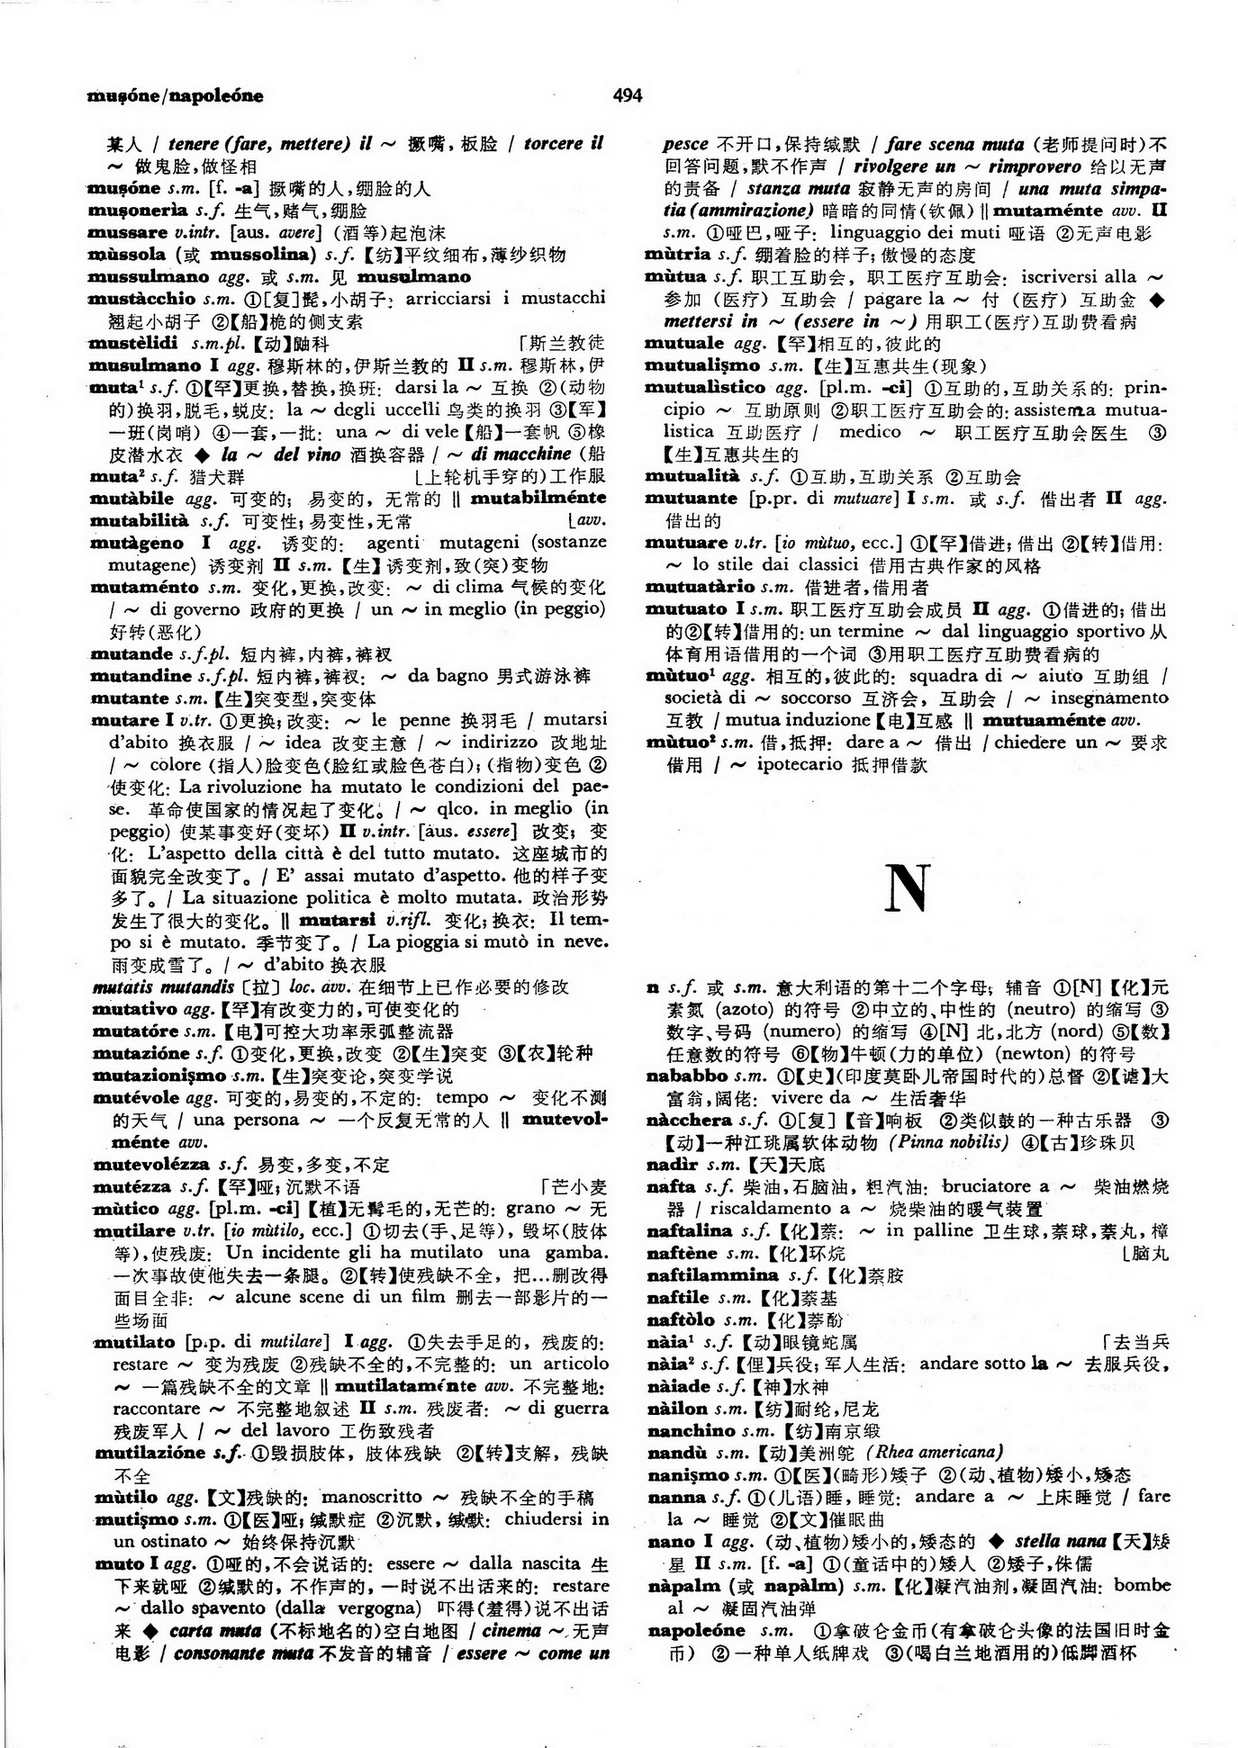 muşóne/napoleóne
494
某人 / tenere (fare, mettere) il ~ 撅嘴,板脸 / torcere il
~ 做鬼脸,做怪相
muşóne s.m. [f. -a] 撅嘴的人,绷脸的人
muşonerìa s.f. 生气,赌气,绷脸
mussare v.intr. [aus. avere] (酒等)起泡沫
mùssola (或 mussolina) s.f.【纺】平纹细布,薄纱织物
mussulmano agg. 或 s.m. 见 musulmano
mustàcchio s.m. ①[复]髭,小胡子: arricciarsi i mustacchi
翘起小胡子 ②【船】桅的侧支索
mustèlidi s.m.pl.【动】鼬科 「斯兰教徒
musulmano I agg. 穆斯林的,伊斯兰教的 II s.m. 穆斯林,伊
muta¹ s.f. ①【罕】更换,替换,换班: darsi la ~ 互换 ②(动物
的)换羽,脱毛,蜕皮: la ~ degli uccelli 鸟类的换羽 ③【军】
一班(岗哨) ④一套,一批: una ~ di vele【船】一套帆 ⑤橡
皮潜水衣 ◆ la ~ del vino 酒换容器 / ~ di macchine (船
muta² s.f. 猎犬群 ⌊上轮机手穿的)工作服
mutàbile agg. 可变的; 易变的, 无常的 ‖ mutabilménte
mutabilità s.f. 可变性;易变性,无常 ⌊avv.
mutàgeno I agg. 诱变的: agenti mutageni (sostanze
mutagene) 诱变剂 II s.m.【生】诱变剂,致(突)变物
mutaménto s.m. 变化,更换,改变: ~ di clima 气候的变化
/ ~ di governo 政府的更换 / un ~ in meglio (in peggio)
好转(恶化)
mutande s.f.pl. 短内裤,内裤,裤衩
mutandine s.f.pl. 短内裤,裤衩: ~ da bagno 男式游泳裤
mutante s.m.【生】突变型,突变体
mutare I v.tr. ①更换;改变: ~ le penne 换羽毛 / mutarsi
d'abito 换衣服 / ~ idea 改变主意 / ~ indirizzo 改地址
/ ~ colore (指人)脸变色(脸红或脸色苍白);(指物)变色 ②
使变化: La rivoluzione ha mutato le condizioni del pae-
se. 革命使国家的情况起了变化。/ ~ qlco. in meglio (in
peggio) 使某事变好(变坏) II v.intr. [aus. essere] 改变; 变
化: L'aspetto della città è del tutto mutato. 这座城市的
面貌完全改变了。/ E' assai mutato d'aspetto. 他的样子变
多了。/ La situazione politica è molto mutata. 政治形势
发生了很大的变化。‖ mutarsi v.rifl. 变化;换衣: Il tem-
po si è mutato. 季节变了。/ La pioggia si mutò in neve.
雨变成雪了。/ ~ d'abito 换衣服
mutatis mutandis〔拉〕loc. avv. 在细节上已作必要的修改
mutativo agg.【罕】有改变力的,可使变化的
mutatóre s.m.【电】可控大功率汞弧整流器
mutazióne s.f. ①变化,更换,改变 ②【生】突变 ③【农】轮种
mutazionişmo s.m.【生】突变论,突变学说
mutévole agg. 可变的,易变的,不定的: tempo ~ 变化不测
的天气 / una persona ~ 一个反复无常的人 ‖ mutevol-
ménte avv.
mutevolézza s.f. 易变,多变,不定
mutézza s.f.【罕】哑;沉默不语 「芒小麦
mùtico agg. [pl.m. -ci]【植】无髯毛的,无芒的: grano ~ 无
mutilare v.tr. [io mùtilo, ecc.] ①切去(手、足等), 毁坏(肢体
等),使残废: Un incidente gli ha mutilato una gamba.
一次事故使他失去一条腿。②【转】使残缺不全, 把…删改得
面目全非: ~ alcune scene di un film 删去一部影片的一
些场面
mutilato [p.p. di mutilare] I agg. ①失去手足的, 残废的:
restare ~ 变为残废 ②残缺不全的,不完整的: un articolo
~ 一篇残缺不全的文章 ‖ mutilataménte avv. 不完整地:
raccontare ~ 不完整地叙述 II s.m. 残废者: ~ di guerra
残废军人 / ~ del lavoro 工伤致残者
mutilazióne s.f. ①毁损肢体, 肢体残缺 ②【转】支解, 残缺
不全
mùtilo agg.【文】残缺的: manoscritto ~ 残缺不全的手稿
mutişmo s.m. ①【医】哑;缄默症 ②沉默, 缄默: chiudersi in
un ostinato ~ 始终保持沉默
muto I agg. ①哑的,不会说话的: essere ~ dalla nascita 生
下来就哑 ②缄默的, 不作声的, 一时说不出话来的: restare
~ dallo spavento (dalla vergogna) 吓得(羞得)说不出话
来 ◆ carta muta (不标地名的)空白地图 / cinema ~ 无声
电影 / consonante muta 不发音的辅音 / essere ~ come un
pesce 不开口,保持缄默 / fare scena muta (老师提问时)不
回答问题,默不作声 / rivolgere un ~ rimprovero 给以无声
的责备 / stanza muta 寂静无声的房间 / una muta simpa-
tia (ammirazione) 暗暗的同情(钦佩) ‖ mutaménte avv. II
s.m. ①哑巴,哑子: linguaggio dei muti 哑语 ②无声电影
mùtria s.f. 绷着脸的样子;傲慢的态度
mùtua s.f. 职工互助会, 职工医疗互助会: iscriversi alla ~
参加 (医疗) 互助会 / pagare la ~ 付 (医疗) 互助金 ◆
mettersi in ~ (essere in ~) 用职工(医疗)互助费看病
mutuale agg.【罕】相互的,彼此的
mutualişmo s.m.【生】互惠共生(现象)
mutualìstico agg. [pl.m. -ci] ①互助的,互助关系的: prin-
cipio ~ 互助原则 ②职工医疗互助会的: assistenza mutua-
listica 互助医疗 / medico ~ 职工医疗互助会医生 ③
【生】互惠共生的
mutualità s.f. ①互助,互助关系 ②互助会
mutuante [p.pr. di mutuare] I s.m. 或 s.f. 借出者 II agg.
借出的
mutuare v.tr. [io mùtuo, ecc.] ①【罕】借进; 借出 ②【转】借用:
~ lo stile dai classici 借用古典作家的风格
mutuatàrio s.m. 借进者,借用者
mutuato I s.m. 职工医疗互助会成员 II agg. ①借进的; 借出
的②【转】借用的: un termine ~ dal linguaggio sportivo 从
体育用语借用的一个词 ③用职工医疗互助费看病的
mùtuo¹ agg. 相互的,彼此的: squadra di ~ aiuto 互助组 /
società di ~ soccorso 互济会, 互助会 / ~ insegnamento
互教 / mutua induzione【电】互感 ‖ mutuaménte avv.
mùtuo² s.m. 借,抵押: dare a ~ 借出 / chiedere un ~ 要求
借用 / ~ ipotecario 抵押借款
N
n s.f. 或 s.m. 意大利语的第十二个字母; 辅音 ①[N]【化】元
素氮 (azoto) 的符号 ②中立的、中性的 (neutro) 的缩写 ③
数字、号码 (numero) 的缩写 ④[N] 北,北方 (nord) ⑤【数】
任意数的符号 ⑥【物】牛顿(力的单位) (newton) 的符号
nababbo s.m. ①【史】(印度莫卧儿帝国时代的)总督 ②【谑】大
富翁,阔佬: vivere da ~ 生活奢华
nàcchera s.f. ①[复]【音】响板 ②类似鼓的一种古乐器 ③
【动】一种江珧属软体动物 (Pinna nobilis) ④【古】珍珠贝
nadìr s.m.【天】天底
nafta s.f. 柴油,石脑油, 粗汽油: bruciatore a ~ 柴油燃烧
器 / riscaldamento a ~ 烧柴油的暖气装置
naftalina s.f.【化】萘: ~ in palline 卫生球,萘球,萘丸,樟
naftène s.m.【化】环烷 ⌊脑丸
naftilammina s.f.【化】萘胺
naftile s.m.【化】萘基
naftòlo s.m.【化】萘酚
nàia¹ s.f.【动】眼镜蛇属 「去当兵
nàia² s.f.【俚】兵役; 军人生活: andare sotto la ~ 去服兵役,
nàiade s.f.【神】水神
nàilon s.m.【纺】耐纶,尼龙
nanchino s.m.【纺】南京缎
nandù s.m.【动】美洲鸵 (Rhea americana)
nanişmo s.m. ①【医】(畸形)矮子 ②(动、植物)矮小,矮态
nanna s.f. ①(儿语)睡, 睡觉: andare a ~ 上床睡觉 / fare
la ~ 睡觉 ②【文】催眠曲
nano I agg. (动、植物)矮小的,矮态的 ◆ stella nana【天】矮
星 II s.m. [f. -a] ①(童话中的)矮人 ②矮子,侏儒
nàpalm (或 napàlm) s.m.【化】凝汽油剂,凝固汽油: bombe
al ~ 凝固汽油弹
napoleóne s.m. ①拿破仑金币(有拿破仑头像的法国旧时金
币) ②一种单人纸牌戏 ③(喝白兰地酒用的)低脚酒杯